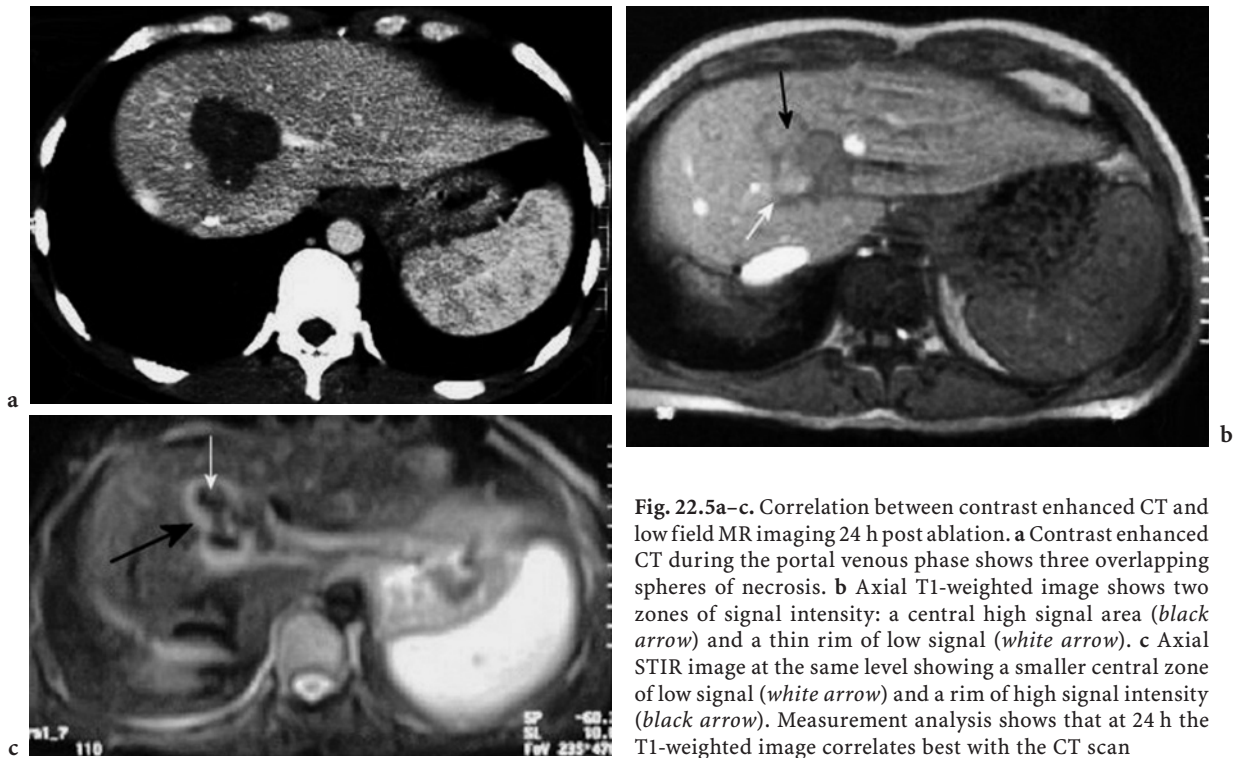 a
b
c
rs1_7
110
SL 10.0
FoV 235*470
Fig. 22.5a–c. Correlation between contrast enhanced CT and
low field MR imaging 24 h post ablation. a Contrast enhanced
CT during the portal venous phase shows three overlapping
spheres of necrosis. b Axial T1-weighted image shows two
zones of signal intensity: a central high signal area (black
arrow) and a thin rim of low signal (white arrow). c Axial
STIR image at the same level showing a smaller central zone
of low signal (white arrow) and a rim of high signal intensity
(black arrow). Measurement analysis shows that at 24 h the
T1-weighted image correlates best with the CT scan